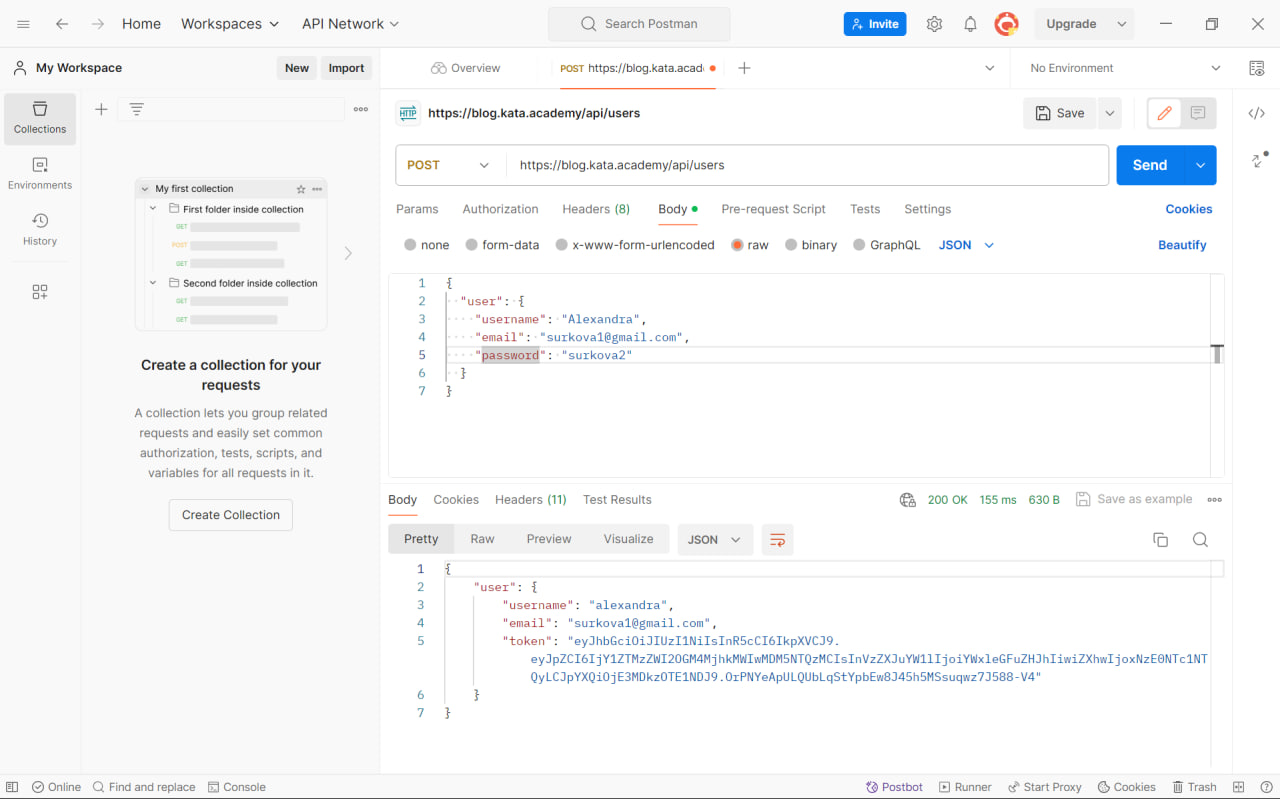 Home Workspaces API Network Search Postman Invite Upgrade
My Workspace New Import Overview POST https://blog.kata.acad No Environment
Collections
Environments
History
My first collection
First folder inside collection
GET
POST
GET
Second folder inside collection
GET
GET
Create a collection for your
requests
A collection lets you group related
requests and easily set common
authorization, tests, scripts, and
variables for all requests in it.
Create Collection
HTTP https://blog.kata.academy/api/users Save
POST https://blog.kata.academy/api/users Send
Params Authorization Headers (8) Body Pre-request Script Tests Settings Cookies
none form-data x-www-form-urlencoded raw binary GraphQL JSON Beautify
1 {
2 "user": {
3 "username": "Alexandra",
4 "email": "surkova1@gmail.com",
5 "password": "surkova2"
6 }
7 }
Body Cookies Headers (11) Test Results 200 OK 155 ms 630 B Save as example
Pretty Raw Preview Visualize JSON
1 {
2 "user": {
3 "username": "alexandra",
4 "email": "surkova1@gmail.com",
5 "token": "eyJhbGciOiJIUzI1NiIsInR5cCI6IkpXVCJ9.
eyJpZCI6IjY1ZTMzZWI2OGM4MjhkMWIwMDM5NTQzMCIsInVzZXJuYW1lIjoiYWxleGFuZHJhIiwiZXhwIjoxNzE0NTc1NT
QyLCJpYXQiOjE3MDkzOTE1NDJ9.OrPNYeApULQUbLqStYpbEw8J45h5MSsuqwz7J588-V4"
6 }
7 }
Online Find and replace Console Postbot Runner Start Proxy Cookies Trash